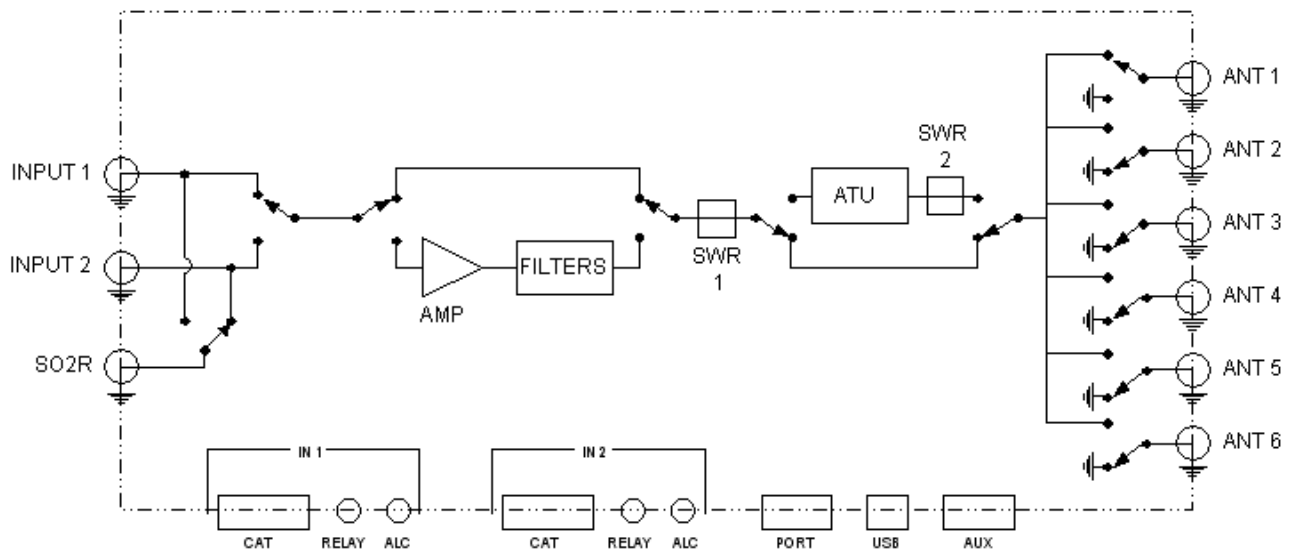 ANT 1
SWR
2
ANT 2
INPUT 1
ATU
ANT 3
INPUT 2
FILTERS
SWR
1
ANT 4
AMP
SO2R
ANT 5
ANT 6
IN 1
IN 2
CAT
RELAY
ALC
CAT
RELAY
ALC
PORT
USB
AUX